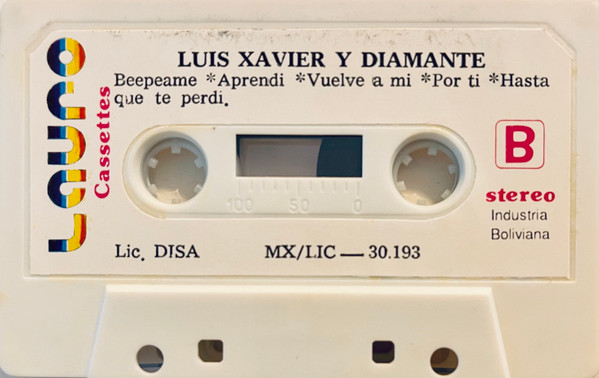 LUIS XAVIER Y DIAMANTE
Beepeame *Aprendi *Vuelve a mi *Por ti *Hasta
que te perdi.
Lauro
Cassettes
B
100 50 0
stereo
Industria
Boliviana
Lic. DISA MX/LIC — 30.193